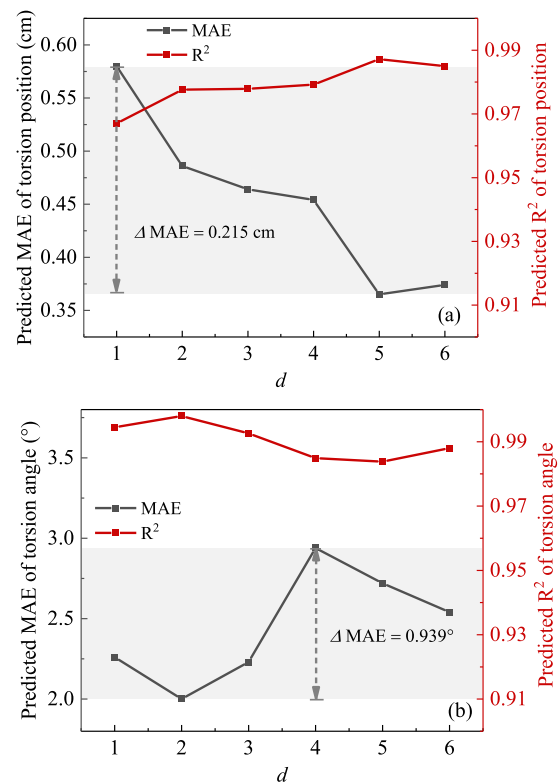 Predicted MAE of torsion position (cm)
0.60
0.55
0.50
0.45
0.40
0.35
MAE
R²
Δ MAE = 0.215 cm
(a)
0.99
0.97
0.95
0.93
0.91
Predicted R² of torsion position
1 2 3 4 5 6
d
Predicted MAE of torsion angle (°)
3.5
3.0
2.5
2.0
MAE
R²
Δ MAE = 0.939°
(b)
0.99
0.97
0.95
0.93
0.91
Predicted R² of torsion angle
1 2 3 4 5 6
d